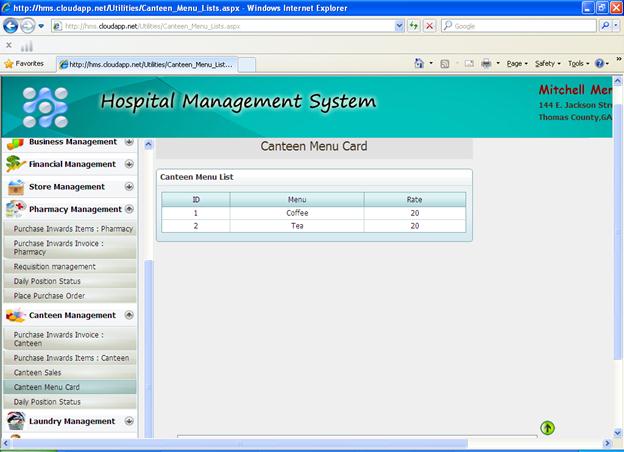 http://hms.cloudapp.net/Utilities/Canteen_Menu_Lists.aspx - Windows Internet Explorer
http://hms.cloudapp.net/Utilities/Canteen_Menu_Lists.aspx
Google
x
Favorites
http://hms.cloudapp.net/Utilities/Canteen_Menu_List...
Page
Safety
Tools
Hospital Management System
Mitchell Mer
144 E. Jackson Str
Thomas County,GA
Business Management
Financial Management
Store Management
Pharmacy Management
Purchase Inwards Items : Pharmacy
Purchase Inwards Invoice :
Pharmacy
Requisition management
Daily Position Status
Place Purchase Order
Canteen Management
Purchase Inwards Invoice :
Canteen
Purchase Inwards Items : Canteen
Canteen Sales
Canteen Menu Card
Daily Position Status
Laundry Management
Canteen Menu Card
Canteen Menu List
ID Menu Rate
1 Coffee 20
2 Tea 20